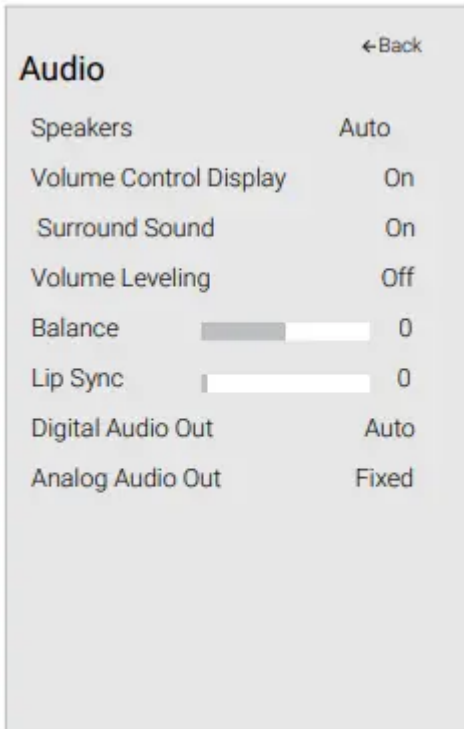 ←Back
Audio
Speakers Auto
Volume Control Display On
Surround Sound On
Volume Leveling Off
Balance 0
Lip Sync 0
Digital Audio Out Auto
Analog Audio Out Fixed